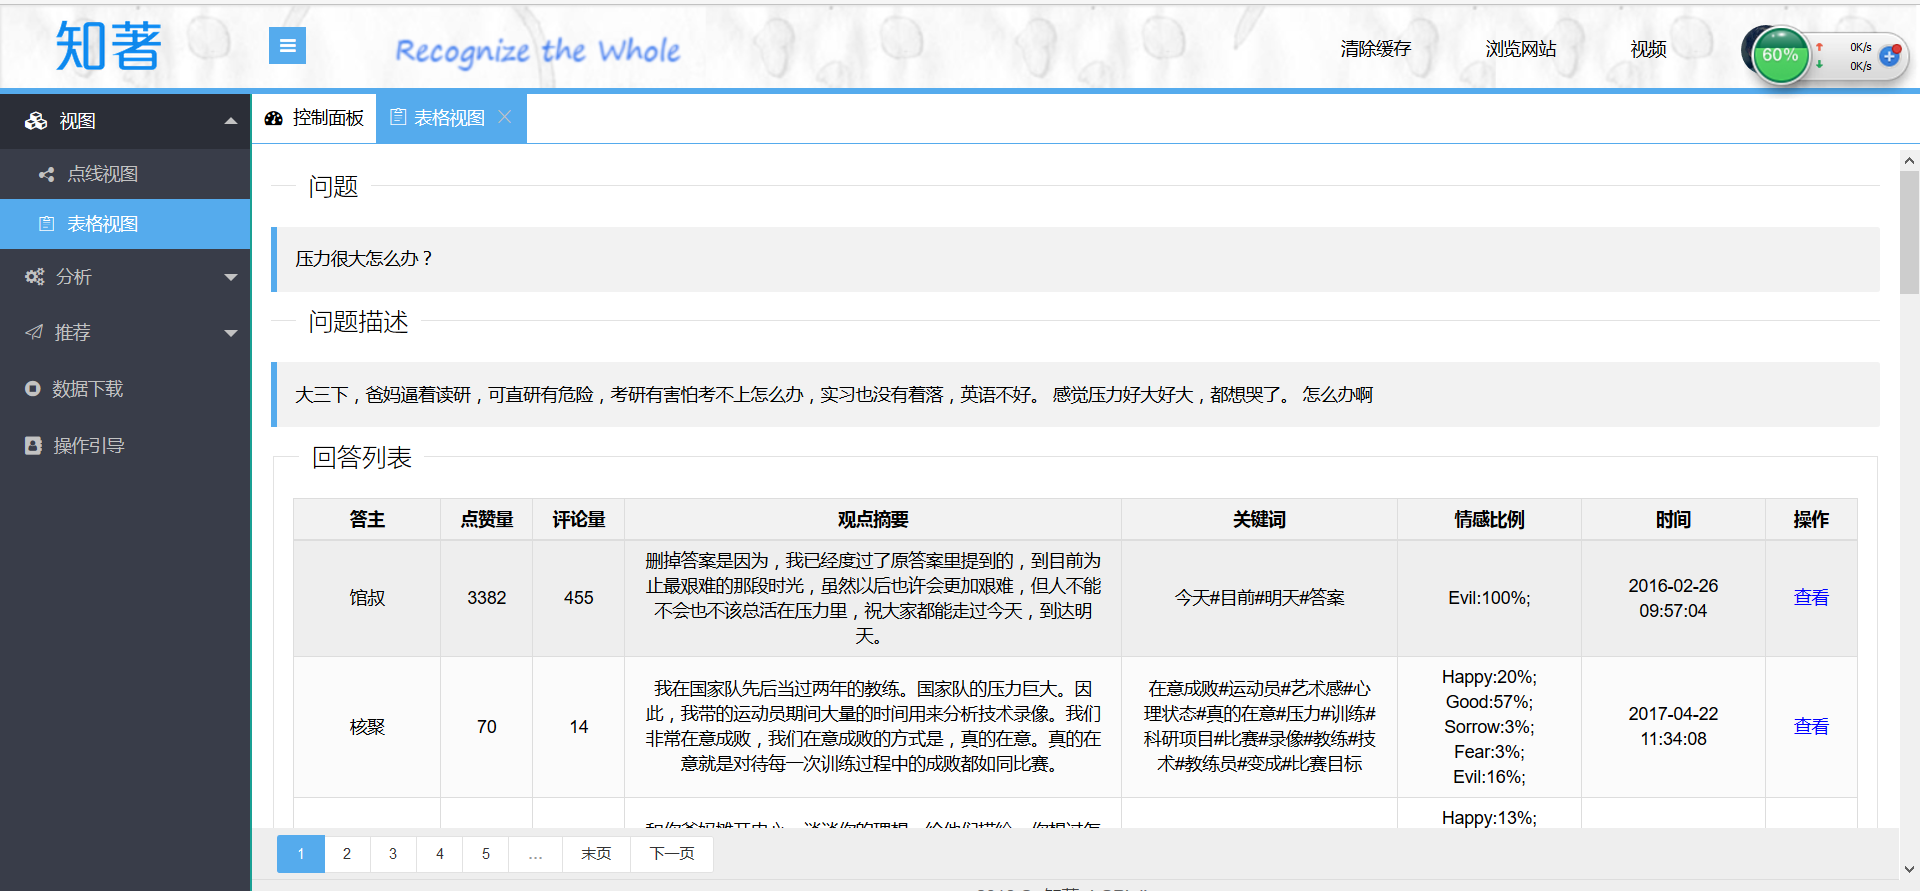 知著
Recognize the Whole
清除缓存
浏览网站
视频
60%
0K/s
0K/s
视图
点线视图
表格视图
分析
推荐
数据下载
操作引导
控制面板
表格视图
问题
压力很大怎么办？
问题描述
大三下，爸妈逼着读研，可直研有危险，考研有害怕考不上怎么办，实习也没有着落，英语不好。 感觉压力好大好大，都想哭了。 怎么办啊
回答列表
答主 点赞量 评论量 观点摘要 关键词 情感比例 时间 操作
馆叔
3382
455
删掉答案是因为，我已经度过了原答案里提到的，到目前为
止最艰难的那段时光，虽然以后也许会更加艰难，但人不能
不会也不该总活在压力里，祝大家都能走过今天，到达明
天。
今天#目前#明天#答案
Evil:100%;
2016-02-26
09:57:04
查看
核聚
70
14
我在国家队先后当过两年的教练。国家队的压力巨大。因
此，我带的运动员期间大量的时间用来分析技术录像。我们
非常在意成败，我们在意成败的方式是，真的在意。真的在
意就是对待每一次训练过程中的成败都如同比赛。
在意成败#运动员#艺术感#心
理状态#真的在意#压力#训练#
科研项目#比赛#录像#教练#技
术#教练员#变成#比赛目标
Happy:20%;
Good:57%;
Sorrow:3%;
Fear:3%;
Evil:16%;
2017-04-22
11:34:08
查看
Happy:13%;
1 2 3 4 5 … 末页 下一页